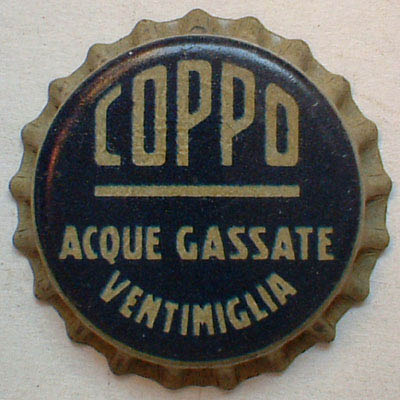 COPPO
ACQUE GASSATE
VENTIMIGLIA